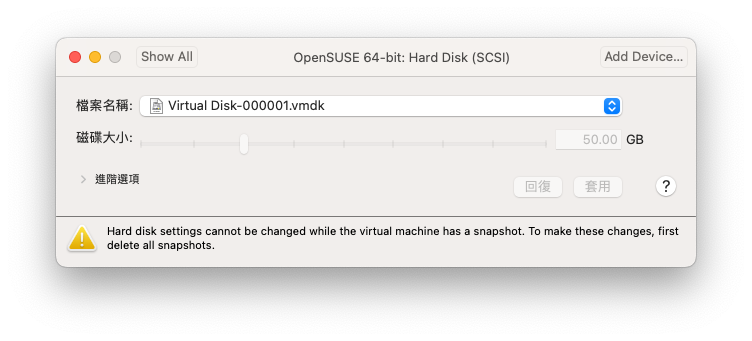 Show All
OpenSUSE 64-bit: Hard Disk (SCSI)
Add Device...
檔案名稱:
Virtual Disk-000001.vmdk
磁碟大小:
50.00
GB
進階選項
回復
套用
?
Hard disk settings cannot be changed while the virtual machine has a snapshot. To make these changes, first
delete all snapshots.